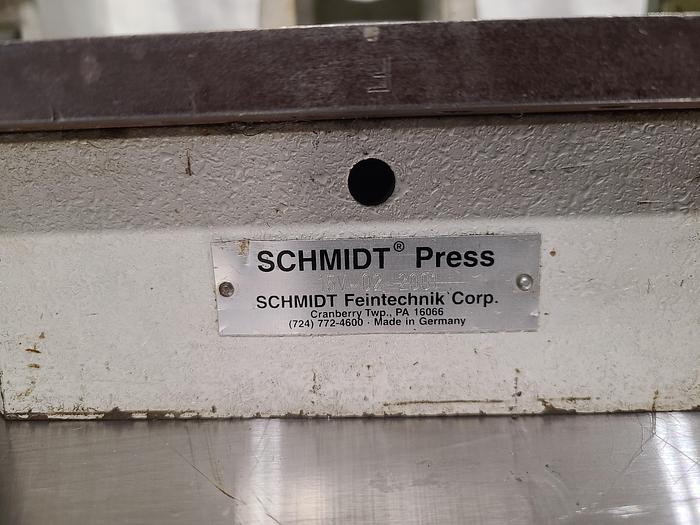 SCHMIDT® Press
SCHMIDT Feintechnik Corp.
Cranberry Twp., PA 16066
(724) 772-4600 · Made in Germany